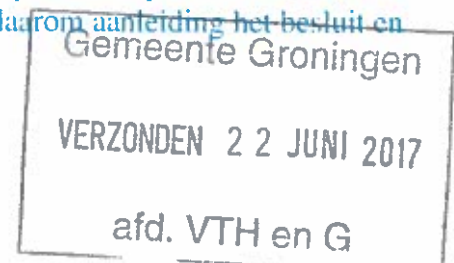 daarom aanleiding het besluit en
Gemeente Groningen
VERZONDEN 22 JUNI 2017
afd. VTH en G